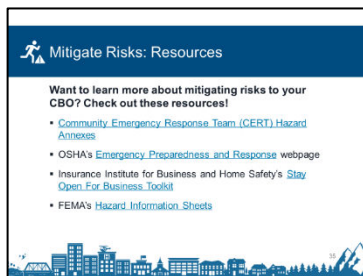 Mitigate Risks: Resources
Want to learn more about mitigating risks to your
CBO? Check out these resources!
▪ Community Emergency Response Team (CERT) Hazard
Annexes
▪ OSHA's Emergency Preparedness and Response webpage
▪ Insurance Institute for Business and Home Safety's Stay
Open For Business Toolkit
▪ FEMA's Hazard Information Sheets
35